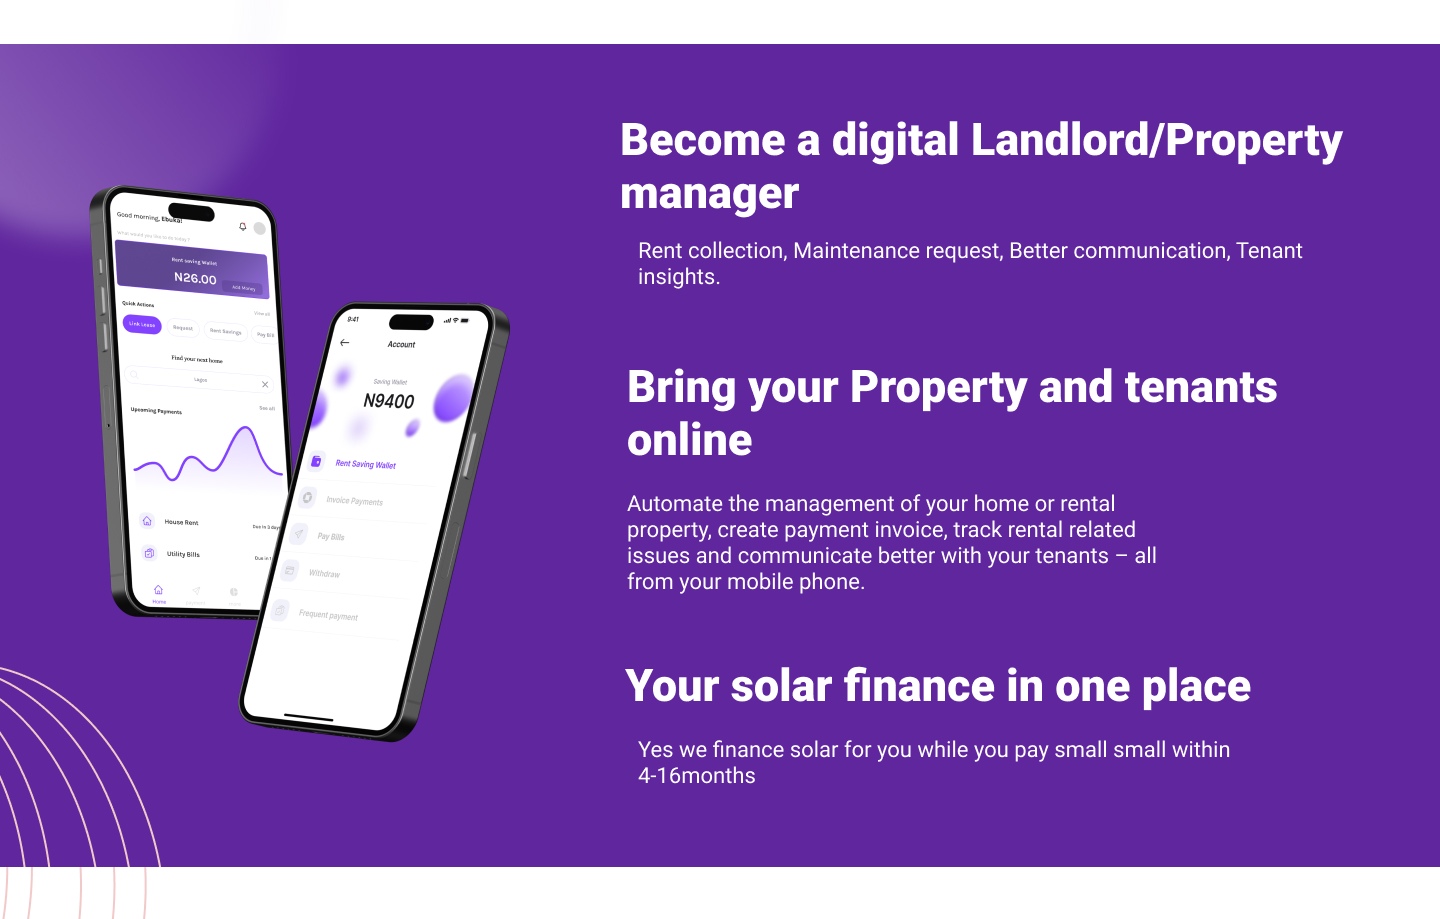 Become a digital Landlord/Property
manager
Rent collection, Maintenance request, Better communication, Tenant
insights.
Bring your Property and tenants
online
Automate the management of your home or rental
property, create payment invoice, track rental related
issues and communicate better with your tenants – all
from your mobile phone.
Your solar finance in one place
Yes we finance solar for you while you pay small small within
4-16months
Good morning, Ebuka!
What would you like to do today?
Rent saving Wallet
N26.00
Add Money
Quick Actions
View all
Link Lease
Request
Rent Savings
Pay Bill
Find your next home
Lagos
Upcoming Payments
See all
House Rent
Due in 3 days
Utility Bills
Due in
Home
9:41
Account
Saving Wallet
N9400
Rent Saving Wallet
Invoice Payments
Pay Bills
Withdraw
Frequent payment